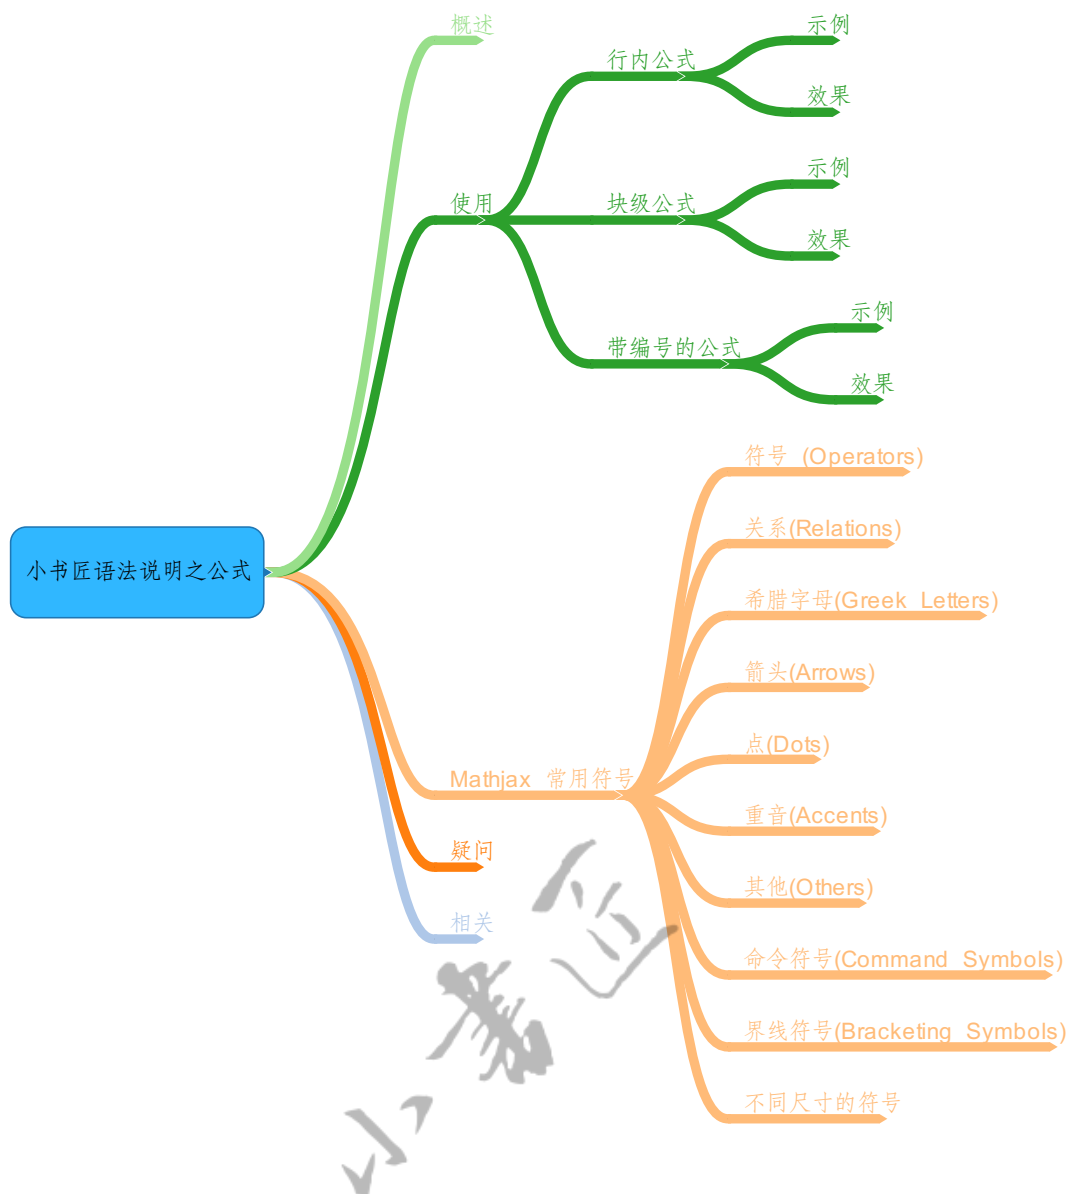 小书匠语法说明之公式
概述
使用
行内公式
示例
效果
块级公式
示例
效果
带编号的公式
示例
效果
Mathjax 常用符号
符号 (Operators)
关系(Relations)
希腊字母(Greek Letters)
箭头(Arrows)
点(Dots)
重音(Accents)
其他(Others)
命令符号(Command Symbols)
界线符号(Bracketing Symbols)
不同尺寸的符号
疑问
相关
小書匠